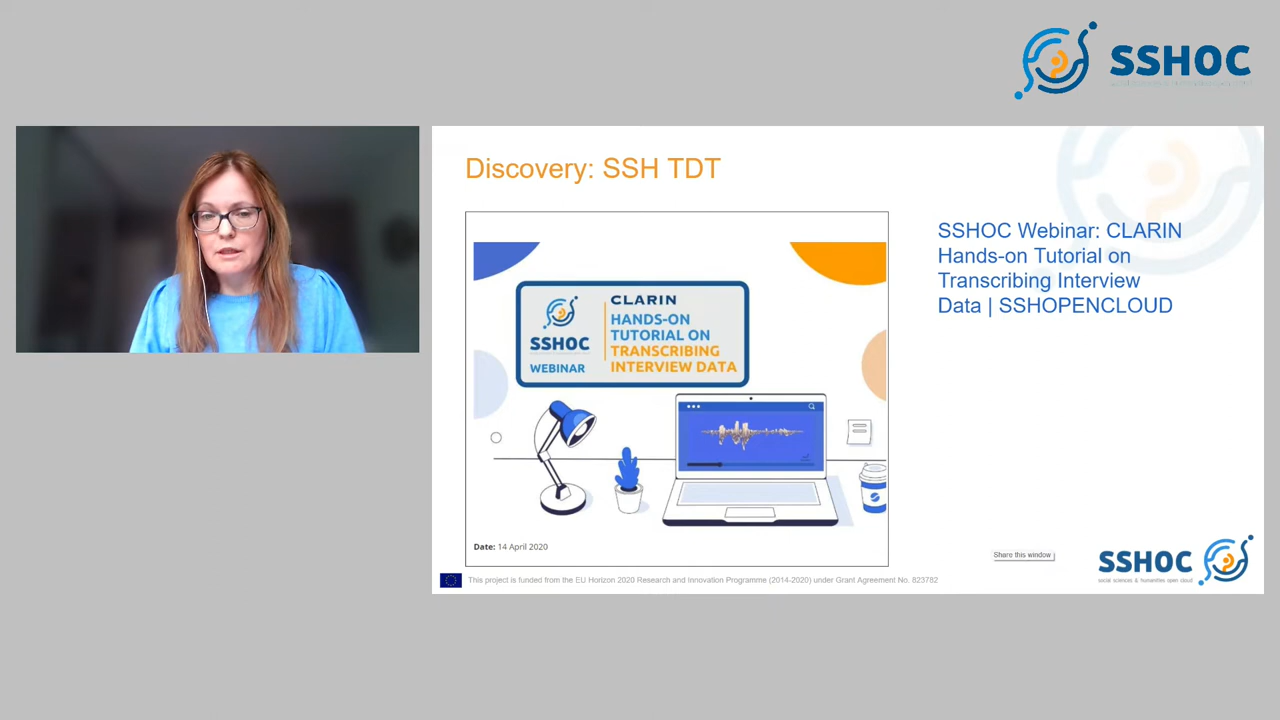 SSHOC
Discovery: SSH TDT
SSHOC Webinar: CLARIN
Hands-on Tutorial on
Transcribing Interview
Data | SSHOPENCLOUD
CLARIN
HANDS-ON
TUTORIAL ON
TRANSCRIBING
INTERVIEW DATA
SSHOC
WEBINAR
Date: 14 April 2020
Share this window
This project is funded from the EU Horizon 2020 Research and Innovation Programme (2014-2020) under Grant Agreement No. 823782
SSHOC
social sciences & humanities open cloud